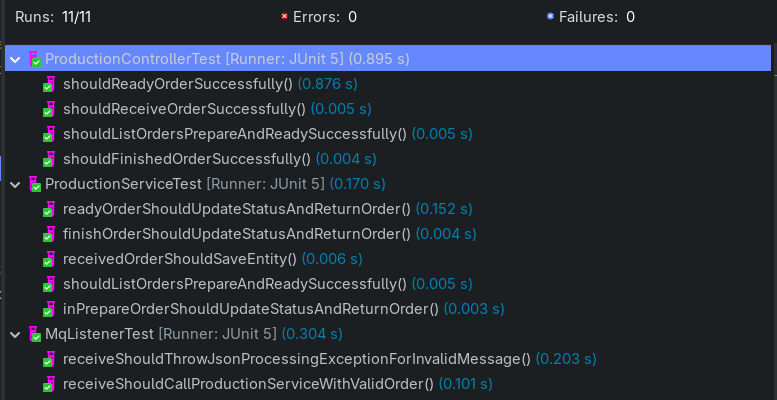 Runs: 11/11 Errors: 0 Failures: 0
ProductionControllerTest [Runner: JUnit 5] (0.895 s)
shouldReadyOrderSuccessfully() (0.876 s)
shouldReceiveOrderSuccessfully() (0.005 s)
shouldListOrdersPrepareAndReadySuccessfully() (0.005 s)
shouldFinishedOrderSuccessfully() (0.004 s)
ProductionServiceTest [Runner: JUnit 5] (0.170 s)
readyOrderShouldUpdateStatusAndReturnOrder() (0.152 s)
finishOrderShouldUpdateStatusAndReturnOrder() (0.004 s)
receivedOrderShouldSaveEntity() (0.006 s)
shouldListOrdersPrepareAndReadySuccessfully() (0.005 s)
inPrepareOrderShouldUpdateStatusAndReturnOrder() (0.003 s)
MqListenerTest [Runner: JUnit 5] (0.304 s)
receiveShouldThrowJsonProcessingExceptionForInvalidMessage() (0.203 s)
receiveShouldCallProductionServiceWithValidOrder() (0.101 s)